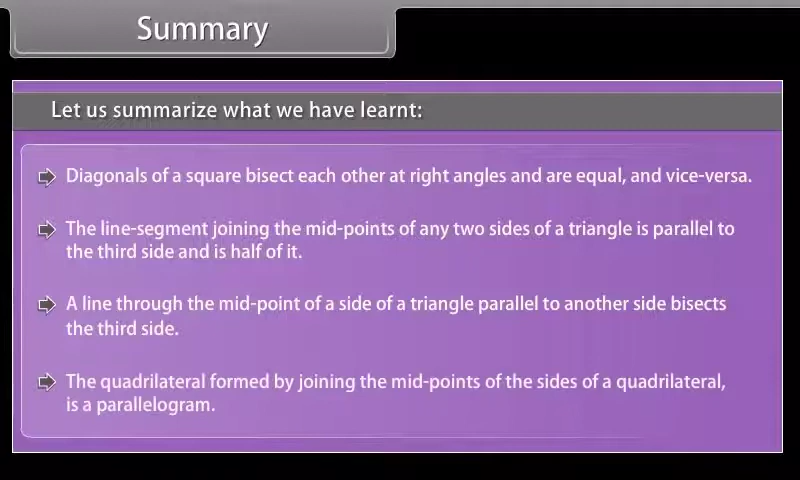 Summary
Let us summarize what we have learnt:
Diagonals of a square bisect each other at right angles and are equal, and vice-versa.
The line-segment joining the mid-points of any two sides of a triangle is parallel to
the third side and is half of it.
A line through the mid-point of a side of a triangle parallel to another side bisects
the third side.
The quadrilateral formed by joining the mid-points of the sides of a quadrilateral,
is a parallelogram.